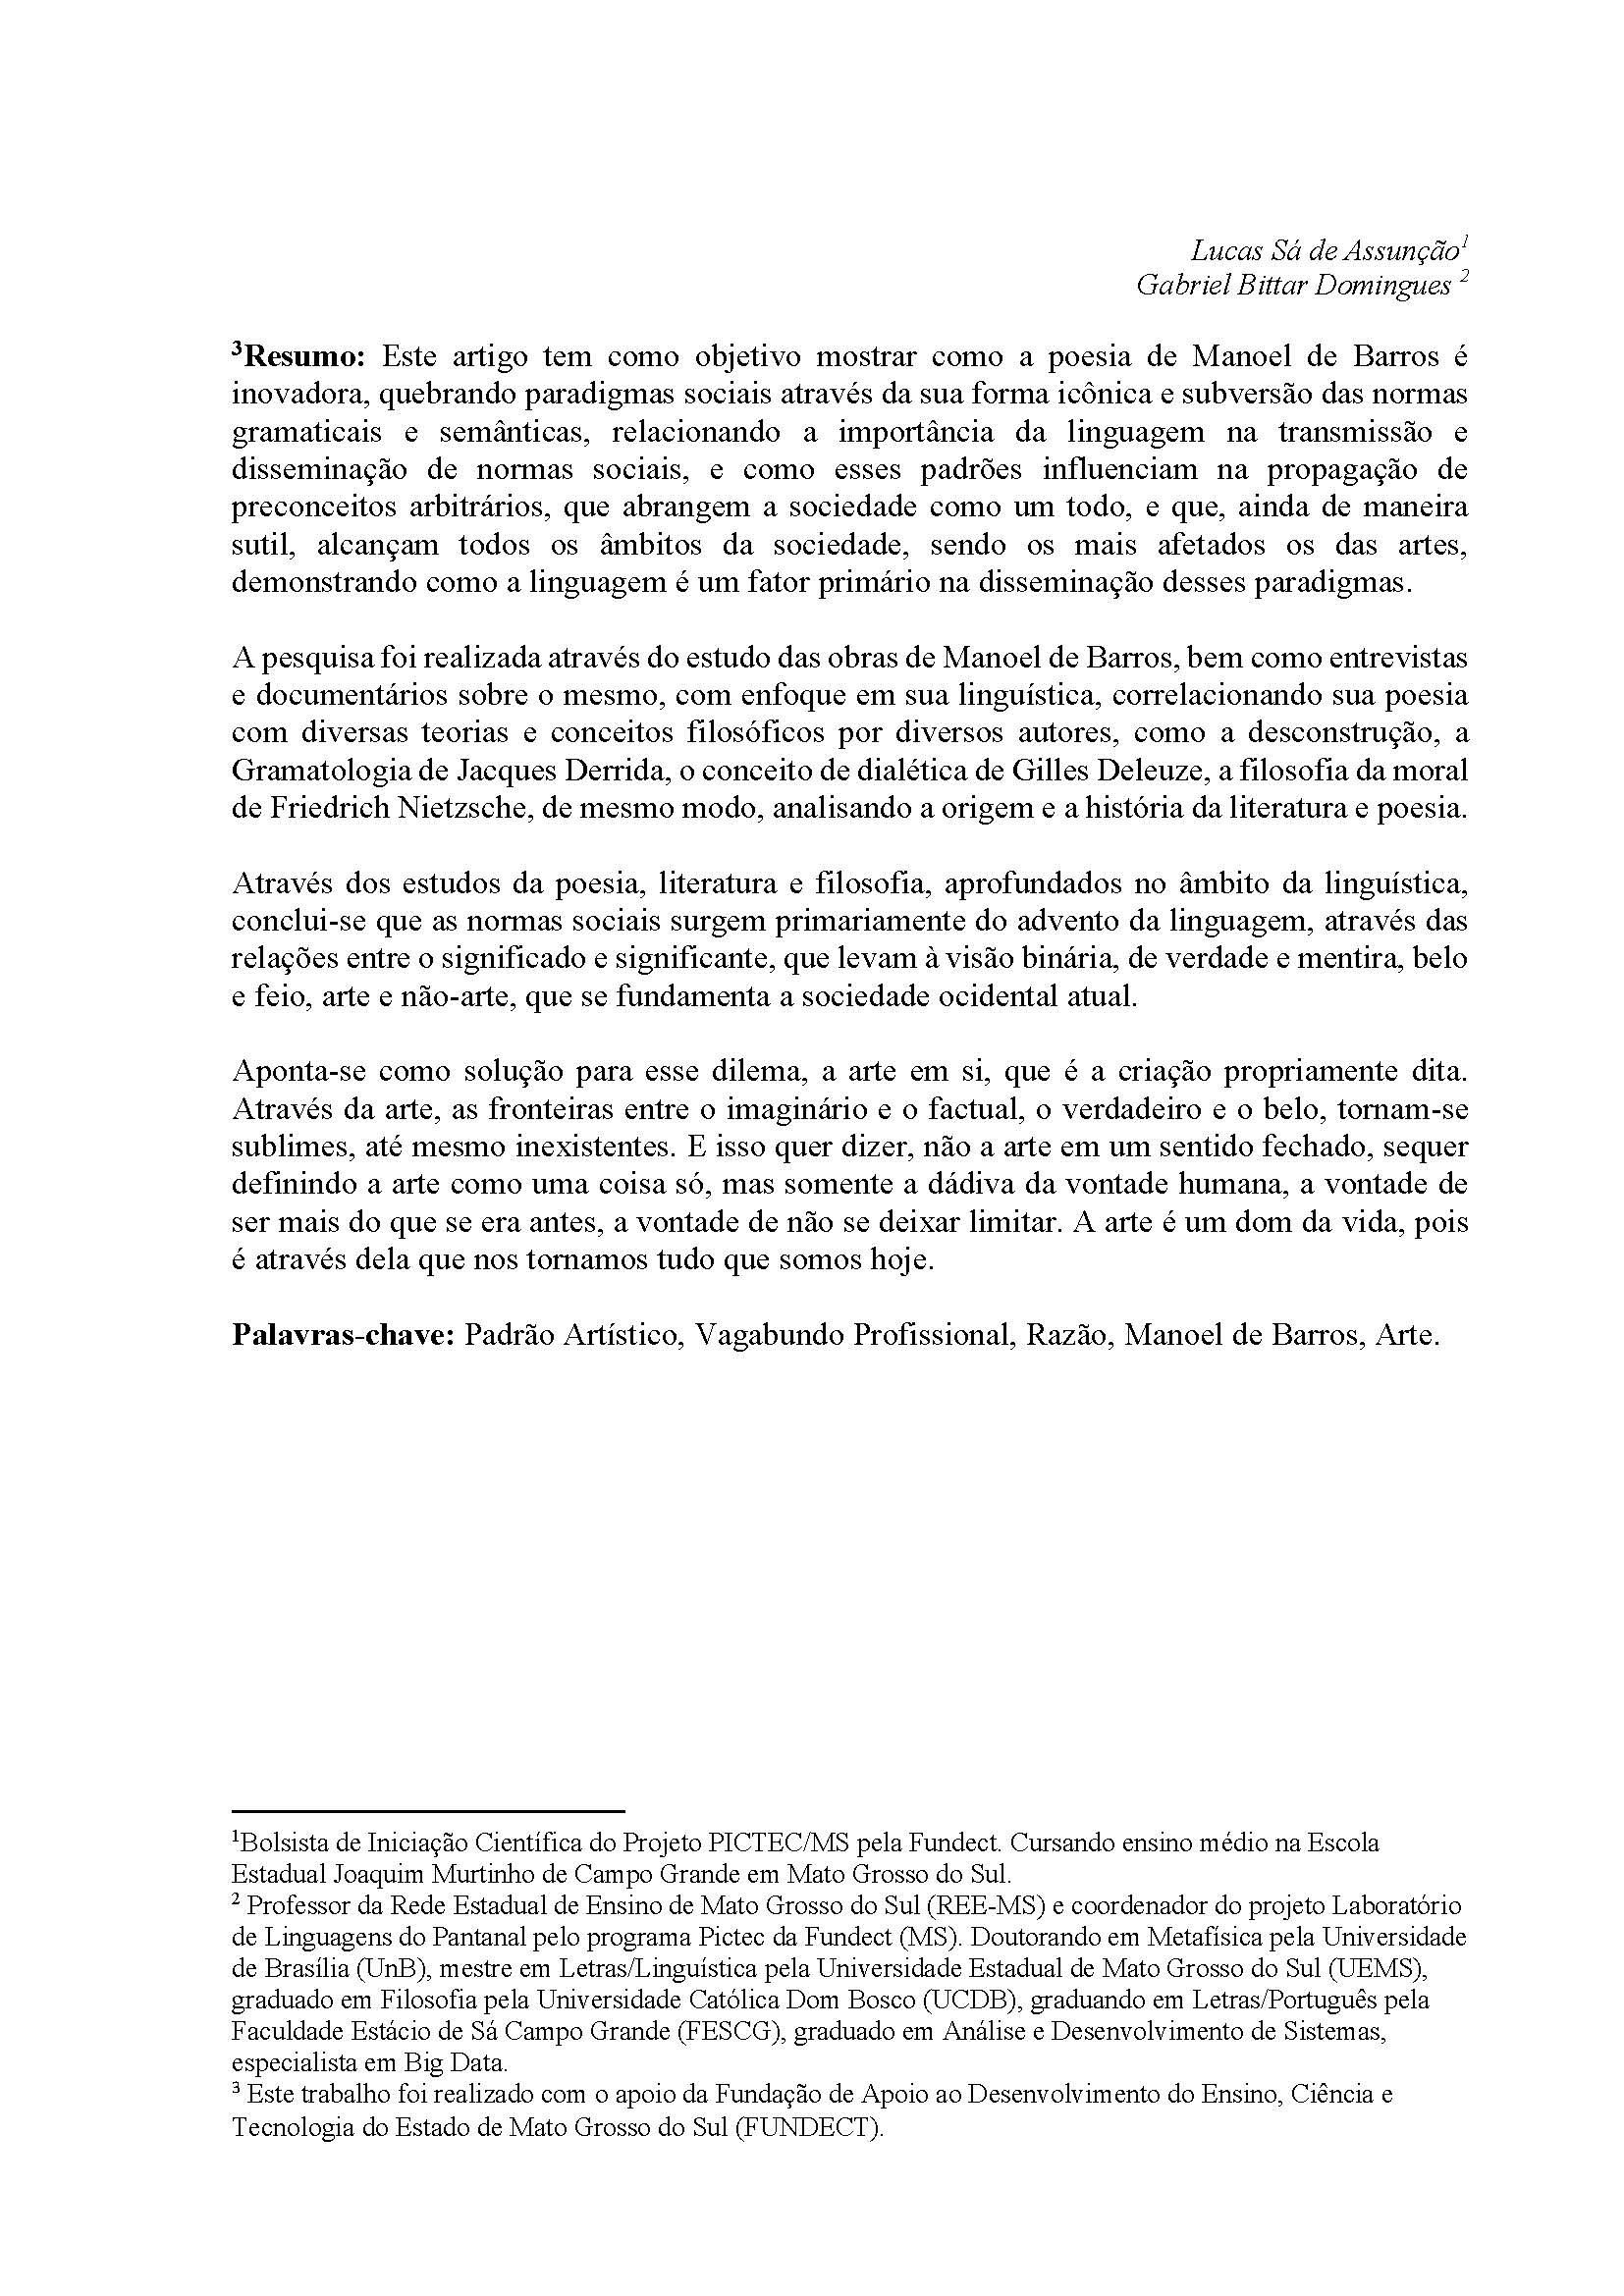 Lucas Sá de Assunção¹
Gabriel Bittar Domingues ²
³Resumo: Este artigo tem como objetivo mostrar como a poesia de Manoel de Barros é
inovadora, quebrando paradigmas sociais através da sua forma icônica e subversão das normas
gramaticais e semânticas, relacionando a importância da linguagem na transmissão e
disseminação de normas sociais, e como esses padrões influenciam na propagação de
preconceitos arbitrários, que abrangem a sociedade como um todo, e que, ainda de maneira
sutil, alcançam todos os âmbitos da sociedade, sendo os mais afetados os das artes,
demonstrando como a linguagem é um fator primário na disseminação desses paradigmas.
A pesquisa foi realizada através do estudo das obras de Manoel de Barros, bem como entrevistas
e documentários sobre o mesmo, com enfoque em sua linguística, correlacionando sua poesia
com diversas teorias e conceitos filosóficos por diversos autores, como a desconstrução, a
Gramatologia de Jacques Derrida, o conceito de dialética de Gilles Deleuze, a filosofia da moral
de Friedrich Nietzsche, de mesmo modo, analisando a origem e a história da literatura e poesia.
Através dos estudos da poesia, literatura e filosofia, aprofundados no âmbito da linguística,
conclui-se que as normas sociais surgem primariamente do advento da linguagem, através das
relações entre o significado e significante, que levam à visão binária, de verdade e mentira, belo
e feio, arte e não-arte, que se fundamenta a sociedade ocidental atual.
Aponta-se como solução para esse dilema, a arte em si, que é a criação propriamente dita.
Através da arte, as fronteiras entre o imaginário e o factual, o verdadeiro e o belo, tornam-se
sublimes, até mesmo inexistentes. E isso quer dizer, não a arte em um sentido fechado, sequer
definindo a arte como uma coisa só, mas somente a dádiva da vontade humana, a vontade de
ser mais do que se era antes, a vontade de não se deixar limitar. A arte é um dom da vida, pois
é através dela que nos tornamos tudo que somos hoje.
Palavras-chave: Padrão Artístico, Vagabundo Profissional, Razão, Manoel de Barros, Arte.
¹Bolsista de Iniciação Científica do Projeto PICTEC/MS pela Fundect. Cursando ensino médio na Escola
Estadual Joaquim Murtinho de Campo Grande em Mato Grosso do Sul.
² Professor da Rede Estadual de Ensino de Mato Grosso do Sul (REE-MS) e coordenador do projeto Laboratório
de Linguagens do Pantanal pelo programa Pictec da Fundect (MS). Doutorando em Metafísica pela Universidade
de Brasília (UnB), mestre em Letras/Linguística pela Universidade Estadual de Mato Grosso do Sul (UEMS),
graduado em Filosofia pela Universidade Católica Dom Bosco (UCDB), graduando em Letras/Português pela
Faculdade Estácio de Sá Campo Grande (FESCG), graduado em Análise e Desenvolvimento de Sistemas,
especialista em Big Data.
³ Este trabalho foi realizado com o apoio da Fundação de Apoio ao Desenvolvimento do Ensino, Ciência e
Tecnologia do Estado de Mato Grosso do Sul (FUNDECT).